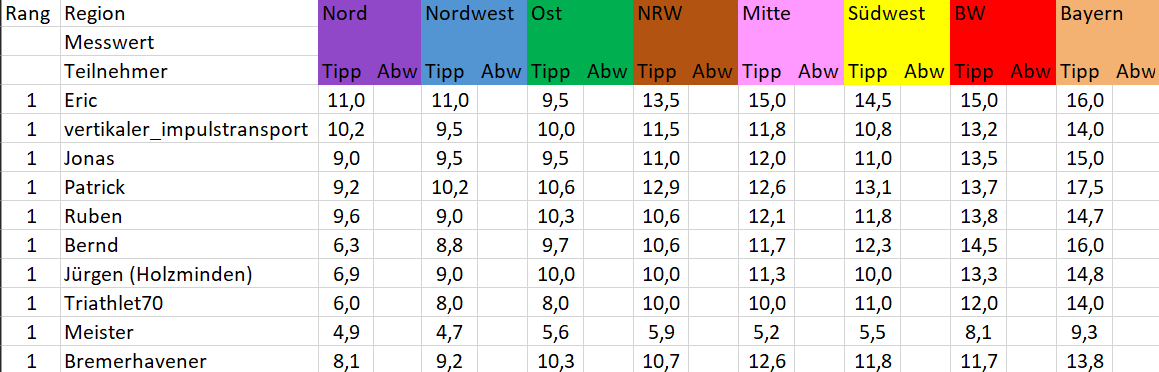 Rang Region Nord Nordwest Ost NRW Mitte Südwest BW Bayern
Messwert
Teilnehmer Tipp Abw Tipp Abw Tipp Abw Tipp Abw Tipp Abw Tipp Abw Tipp Abw Tipp Abw
1 Eric 11,0 11,0 9,5 13,5 15,0 14,5 15,0 16,0
1 vertikaler_impulstransport 10,2 9,5 10,0 11,5 11,8 10,8 13,2 14,0
1 Jonas 9,0 9,5 9,5 11,0 12,0 11,0 13,5 15,0
1 Patrick 9,2 10,2 10,6 12,9 12,6 13,1 13,7 17,5
1 Ruben 9,6 9,0 10,3 10,6 12,1 11,8 13,8 14,7
1 Bernd 6,3 8,8 9,7 10,6 11,7 12,3 14,5 16,0
1 Jürgen (Holzminden) 6,9 9,0 10,0 10,0 11,3 10,0 13,3 14,8
1 Triathlet70 6,0 8,0 8,0 10,0 10,0 11,0 12,0 14,0
1 Meister 4,9 4,7 5,6 5,9 5,2 5,5 8,1 9,3
1 Bremerhavener 8,1 9,2 10,3 10,7 12,6 11,8 11,7 13,8